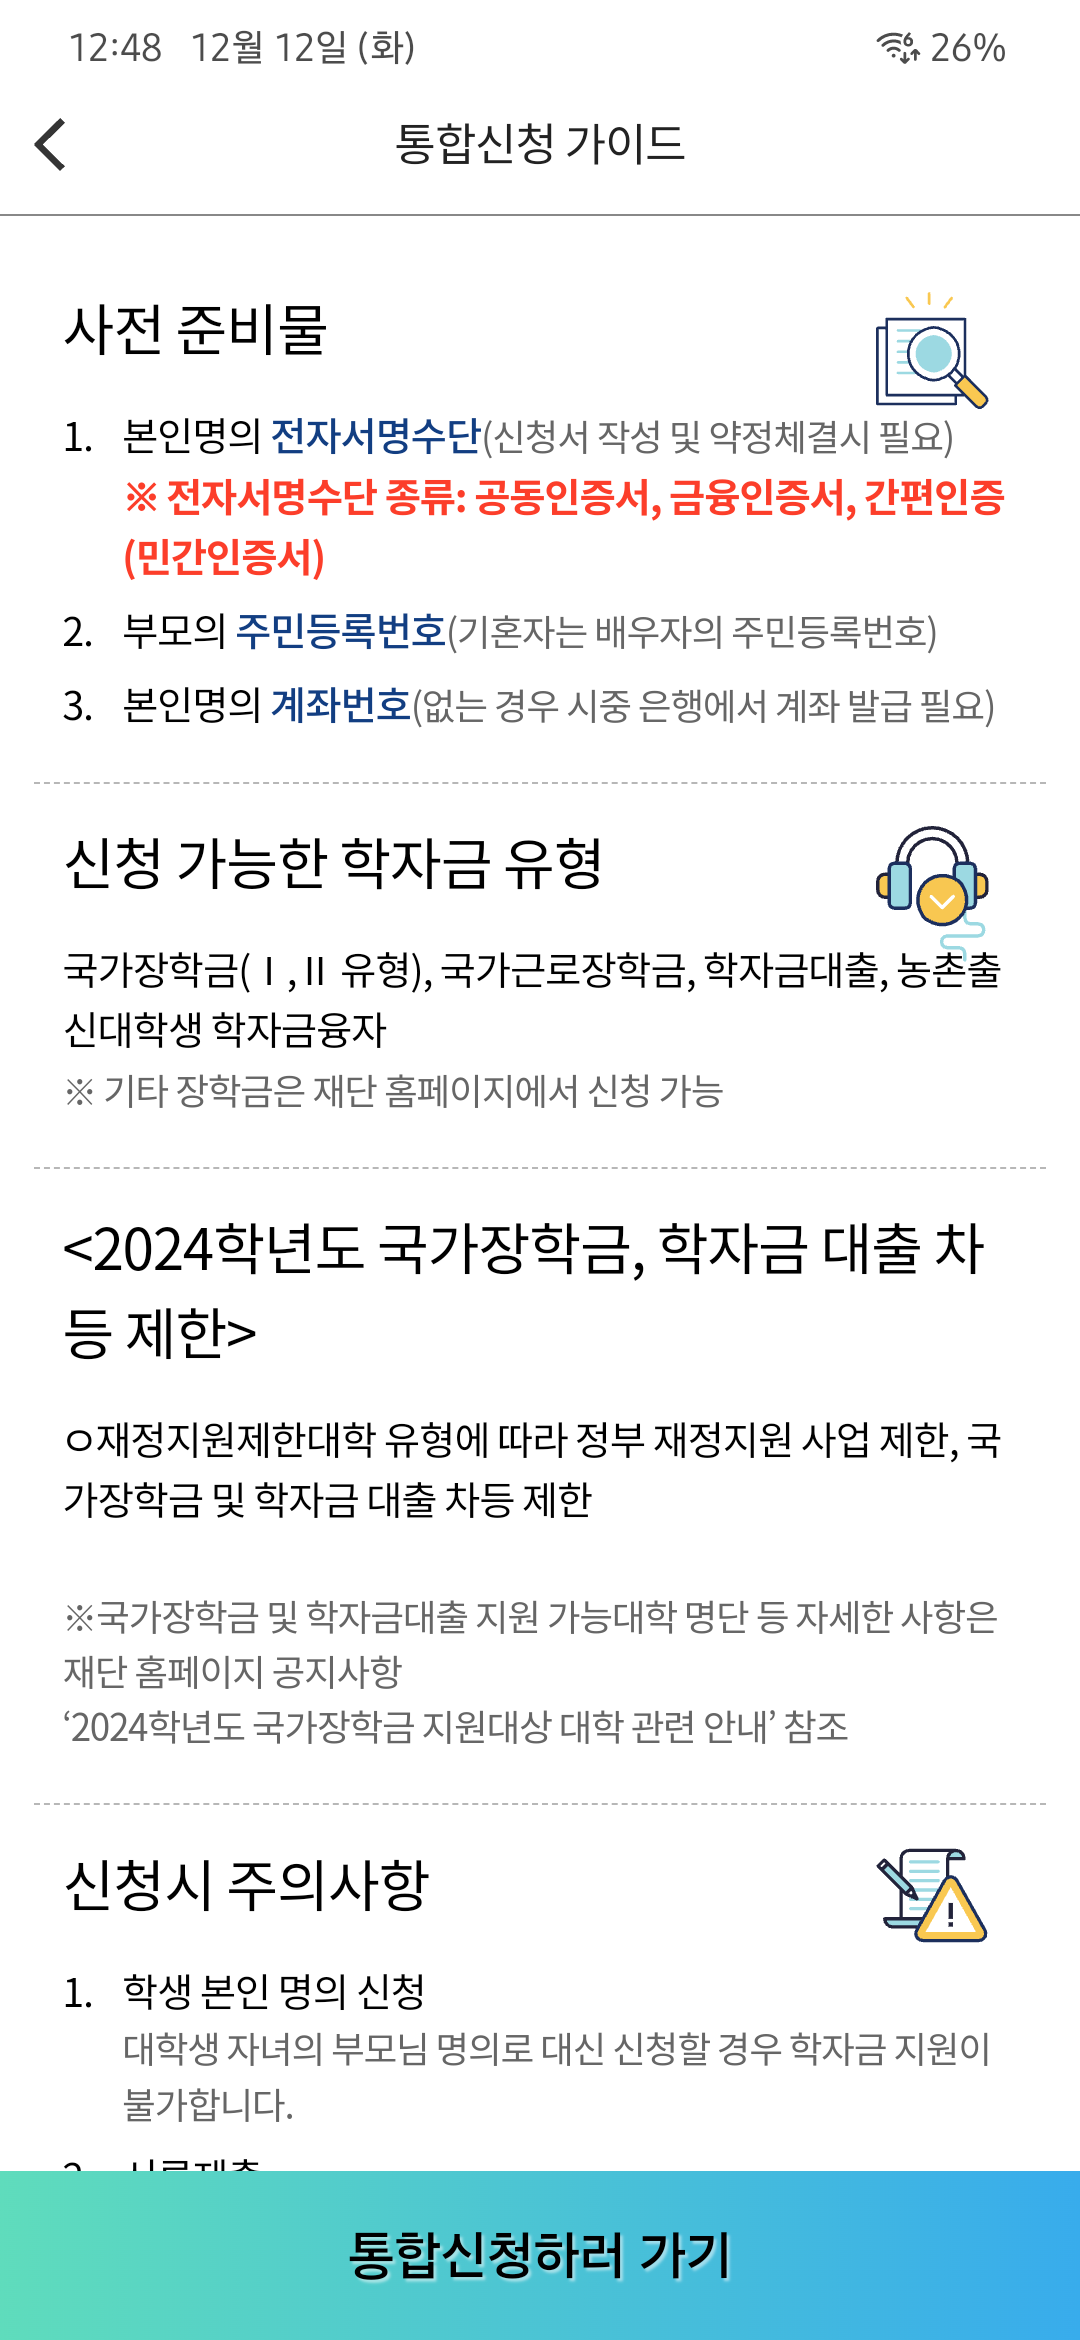 12:48 12월 12일 (화) 26%
통합신청 가이드
사전 준비물
1. 본인명의 전자서명수단(신청서 작성 및 약정체결시 필요)
※ 전자서명수단 종류: 공동인증서, 금융인증서, 간편인증
(민간인증서)
2. 부모의 주민등록번호(기혼자는 배우자의 주민등록번호)
3. 본인명의 계좌번호(없는 경우 시중 은행에서 계좌 발급 필요)
신청 가능한 학자금 유형
국가장학금(Ⅰ,Ⅱ 유형), 국가근로장학금, 학자금대출, 농촌출
신대학생 학자금융자
※ 기타 장학금은 재단 홈페이지에서 신청 가능
<2024학년도 국가장학금, 학자금 대출 차
등 제한>
ㅇ재정지원제한대학 유형에 따라 정부 재정지원 사업 제한, 국
가장학금 및 학자금 대출 차등 제한
※국가장학금 및 학자금대출 지원 가능대학 명단 등 자세한 사항은
재단 홈페이지 공지사항
‘2024학년도 국가장학금 지원대상 대학 관련 안내’ 참조
신청시 주의사항
1. 학생 본인 명의 신청
대학생 자녀의 부모님 명의로 대신 신청할 경우 학자금 지원이
불가합니다.
통합신청하러 가기